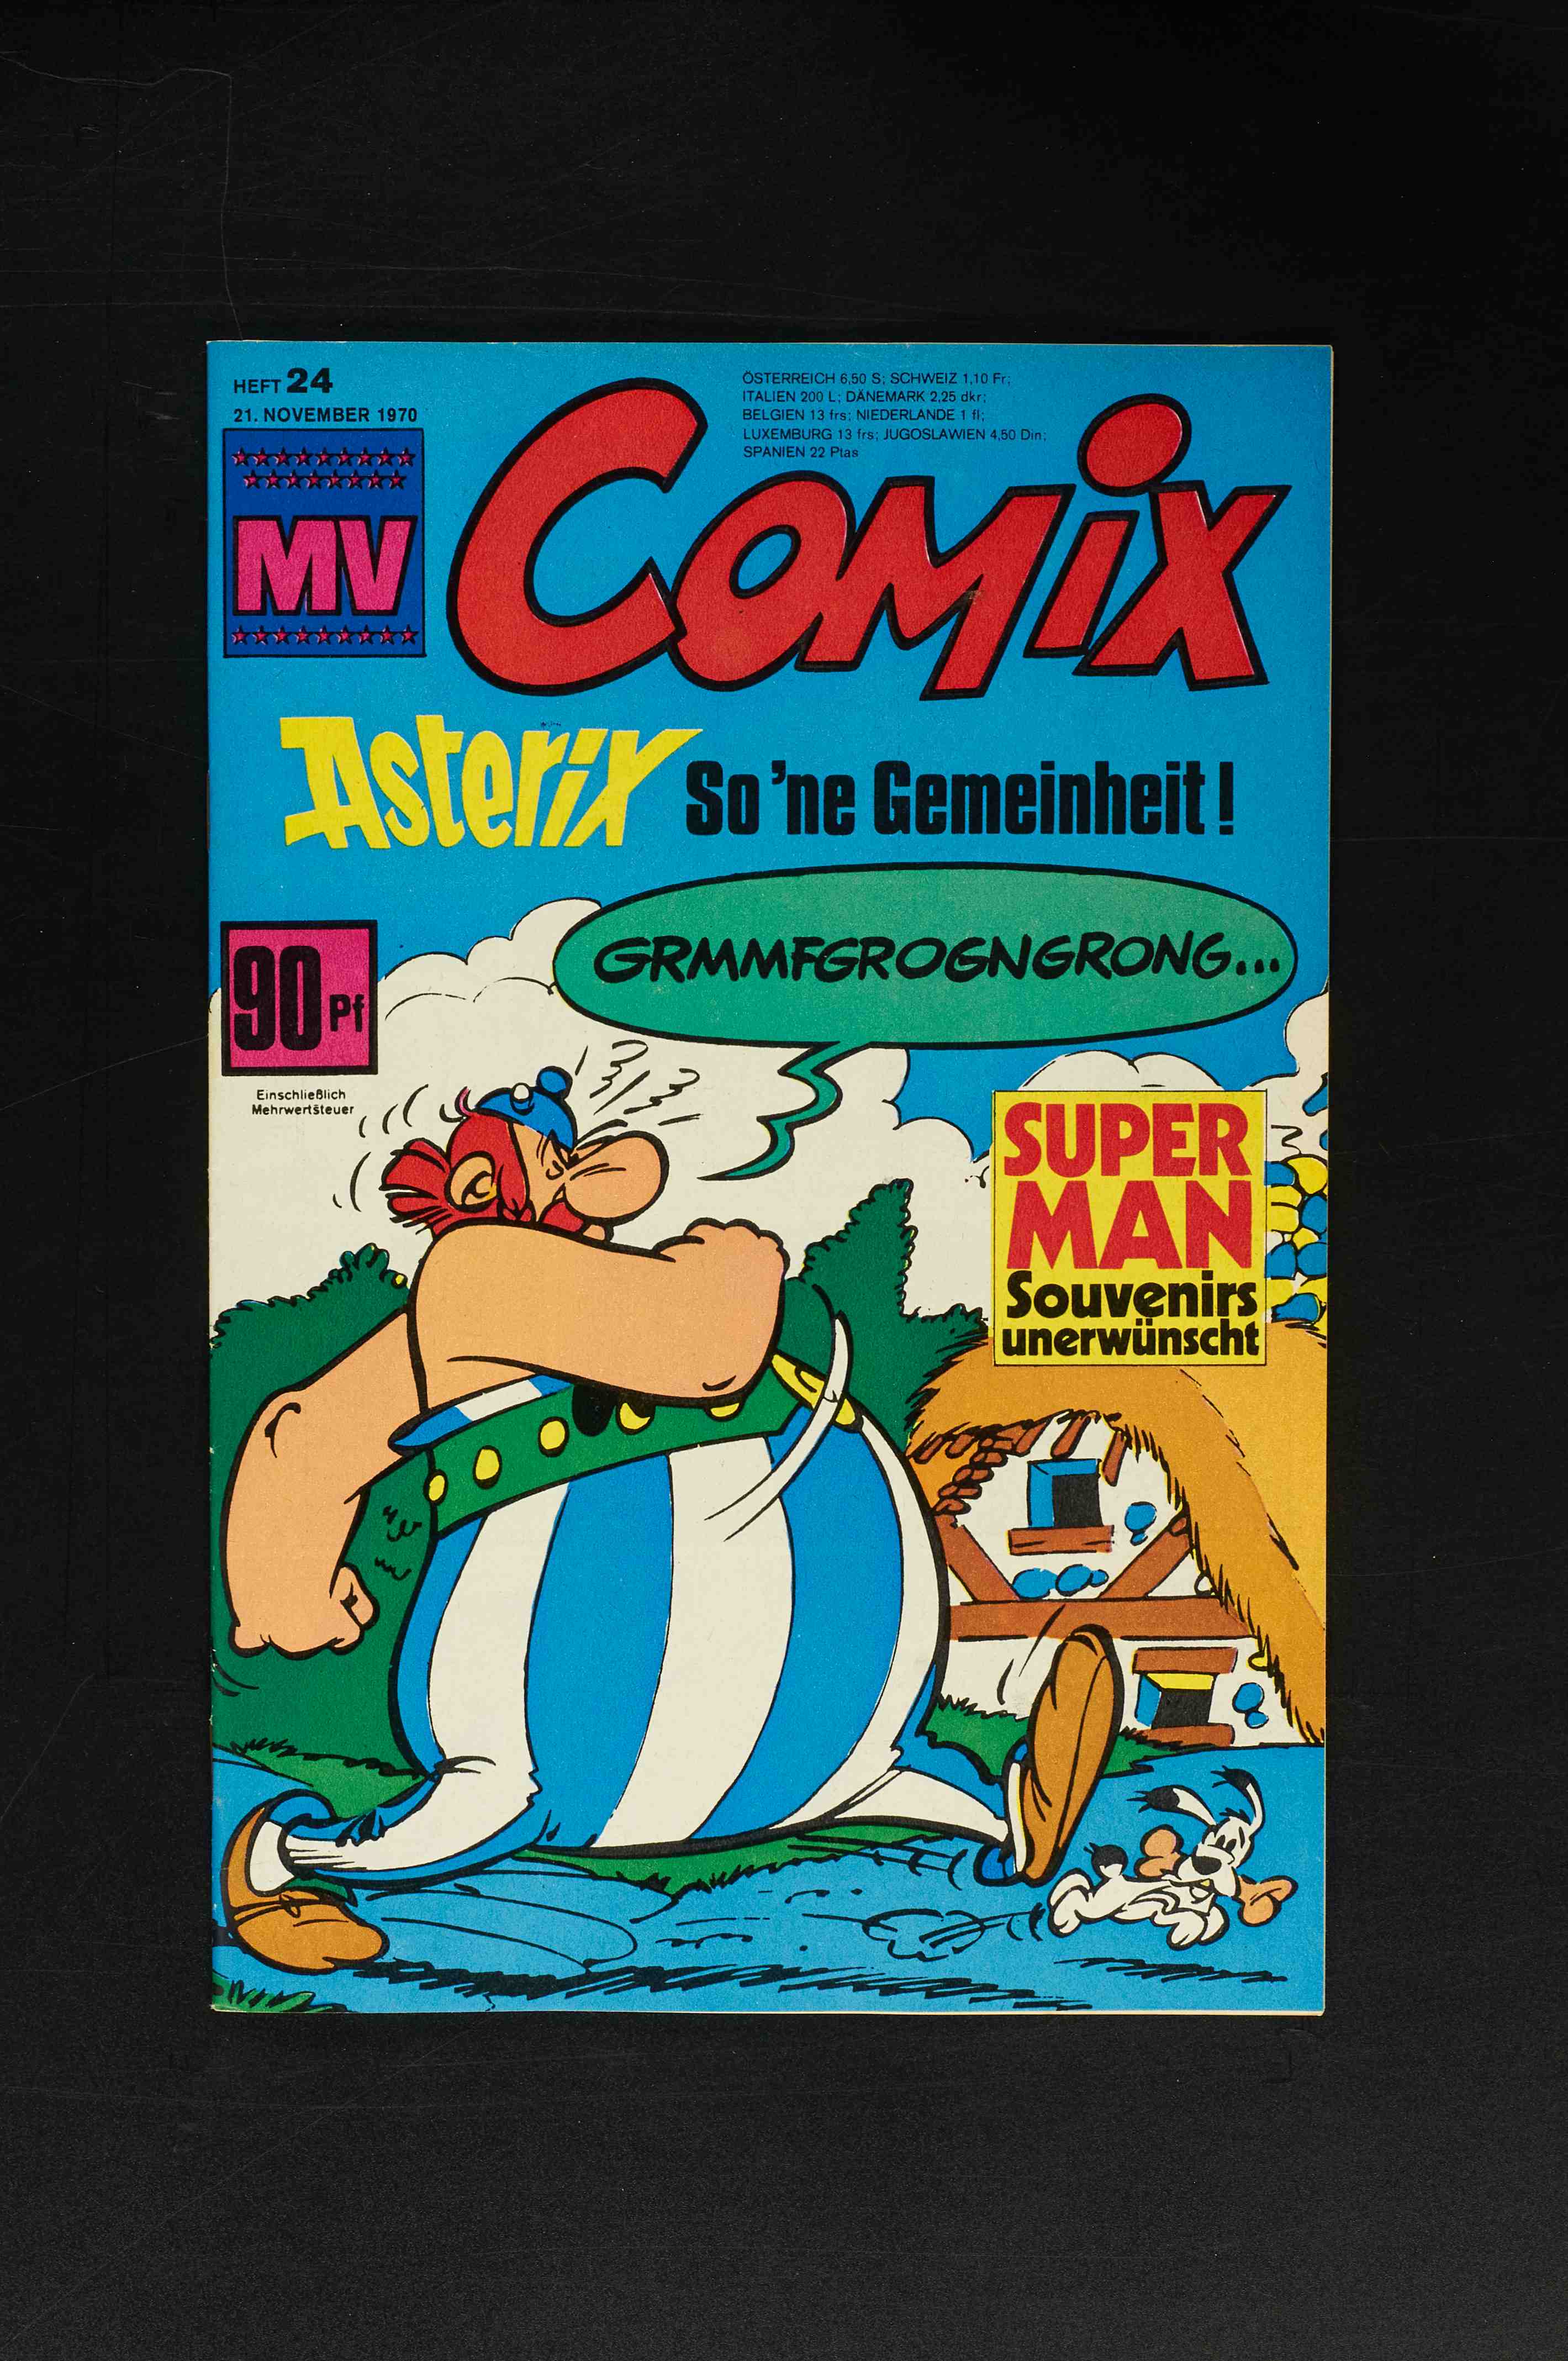 HEFT 24
21. NOVEMBER 1970
MV
ÖSTERREICH 6,50 S; SCHWEIZ 1,10 Fr;
ITALIEN 200 L; DÄNEMARK 2,25 dkr;
BELGIEN 13 frs; NIEDERLANDE 1 fl;
LUXEMBURG 13 frs; JUGOSLAWIEN 4,50 Din;
SPANIEN 22 Ptas
COMiX
Asterix So 'ne Gemeinheit!
GRMMFGROGNGRONG...
90 Pf
Einschließlich
Mehrwertsteuer
SUPER
MAN
Souvenirs
unerwünscht